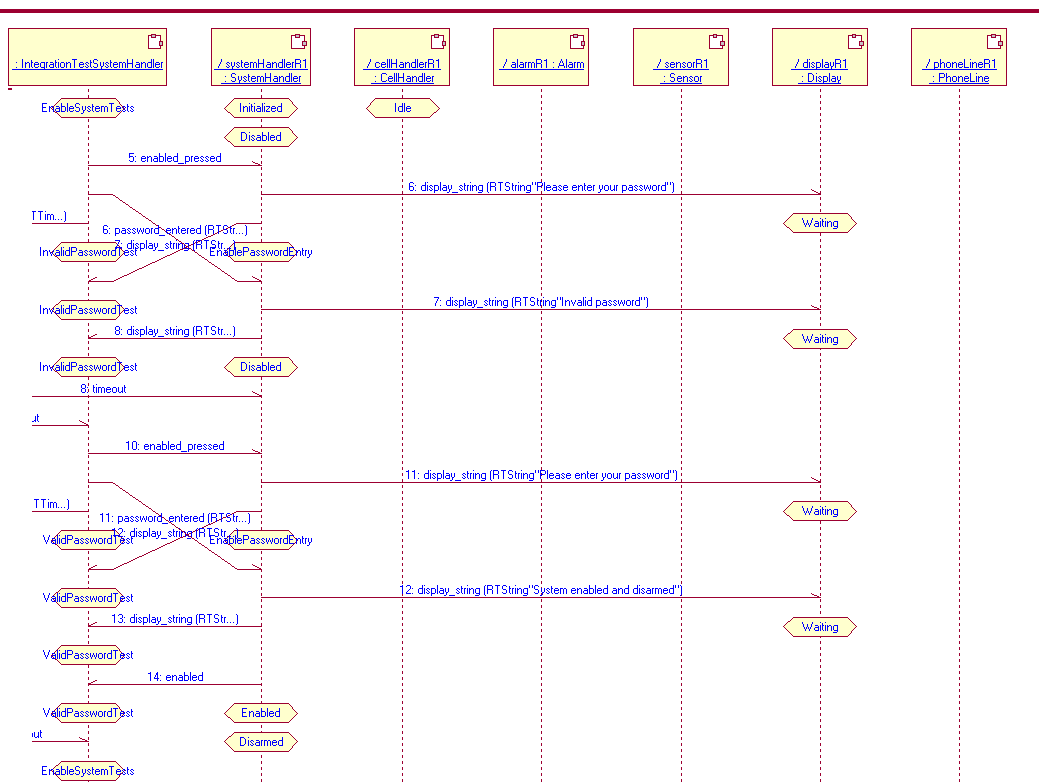 : IntegrationTestSystemHandler
/ systemHandlerR1
: SystemHandler
/ cellHandlerR1
: CellHandler
/ alarmR1 : Alarm
/ sensorR1
: Sensor
/ displayR1
: Display
/ phoneLineR1
: PhoneLine
EnableSystemTests
Initialized
Idle
Disabled
5: enabled_pressed
6: display_string (RTString"Please enter your password")
TTim...)
Waiting
6: password_entered (RTStr...)
7: display_string (RTStr...)
InvalidPasswordTest
EnablePasswordEntry
7: display_string (RTString"Invalid password")
InvalidPasswordTest
8: display_string (RTStr...)
Waiting
InvalidPasswordTest
Disabled
8: timeout
ut
10: enabled_pressed
11: display_string (RTString"Please enter your password")
TTim...)
Waiting
11: password_entered (RTStr...)
12: display_string (RTStr...)
ValidPasswordTest
EnablePasswordEntry
12: display_string (RTString"System enabled and disarmed")
ValidPasswordTest
13: display_string (RTStr...)
Waiting
ValidPasswordTest
14: enabled
ValidPasswordTest
Enabled
out
Disarmed
EnableSystemTests